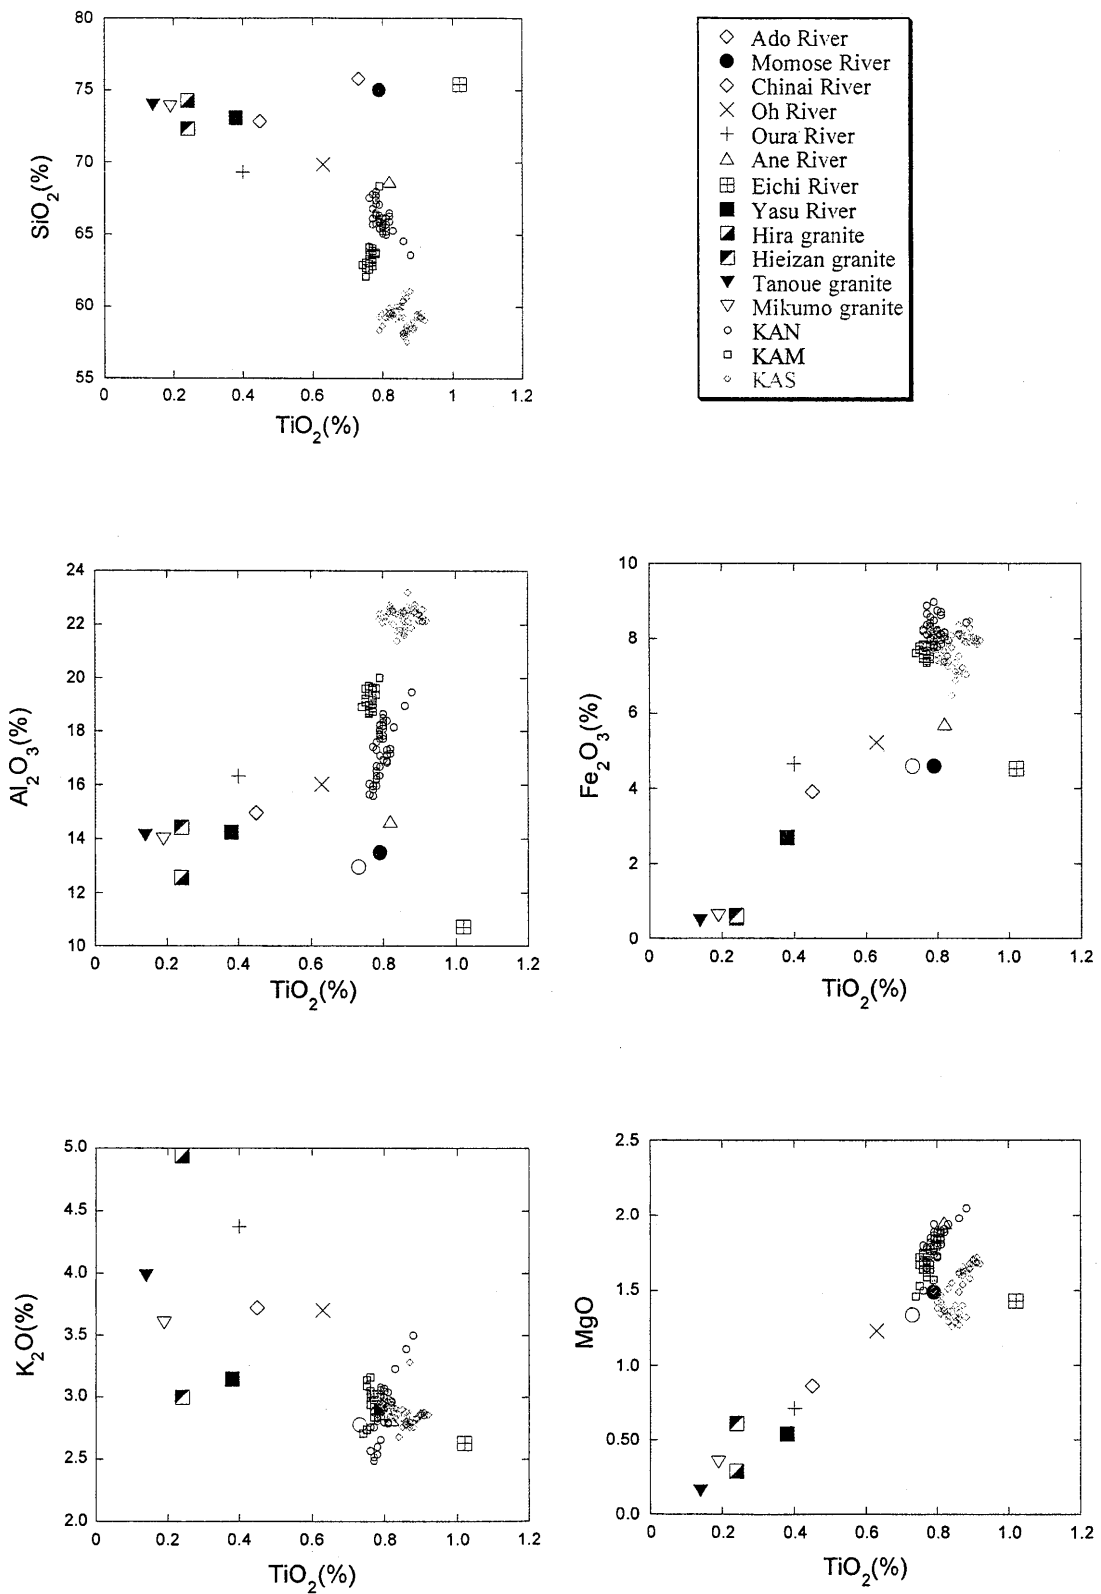 80
75
70
65
60
55
SiO2(%)
0
0.2
0.4
0.6
0.8
1
1.2
TiO2(%)
Ado River
Momose River
Chinai River
Oh River
Oura River
Ane River
Eichi River
Yasu River
Hira granite
Hieizan granite
Tanoue granite
Mikumo granite
KAN
KAM
KAS
24
22
20
18
16
14
12
10
Al2O3(%)
0
0.2
0.4
0.6
0.8
1.0
1.2
TiO2(%)
10
8
6
4
2
0
Fe2O3(%)
0
0.2
0.4
0.6
0.8
1.0
1.2
TiO2(%)
5.0
4.5
4.0
3.5
3.0
2.5
2.0
K2O(%)
0
0.2
0.4
0.6
0.8
1.0
1.2
TiO2(%)
2.5
2.0
1.5
1.0
0.50
0.0
MgO
0
0.2
0.4
0.6
0.8
1.0
1.2
TiO2(%)